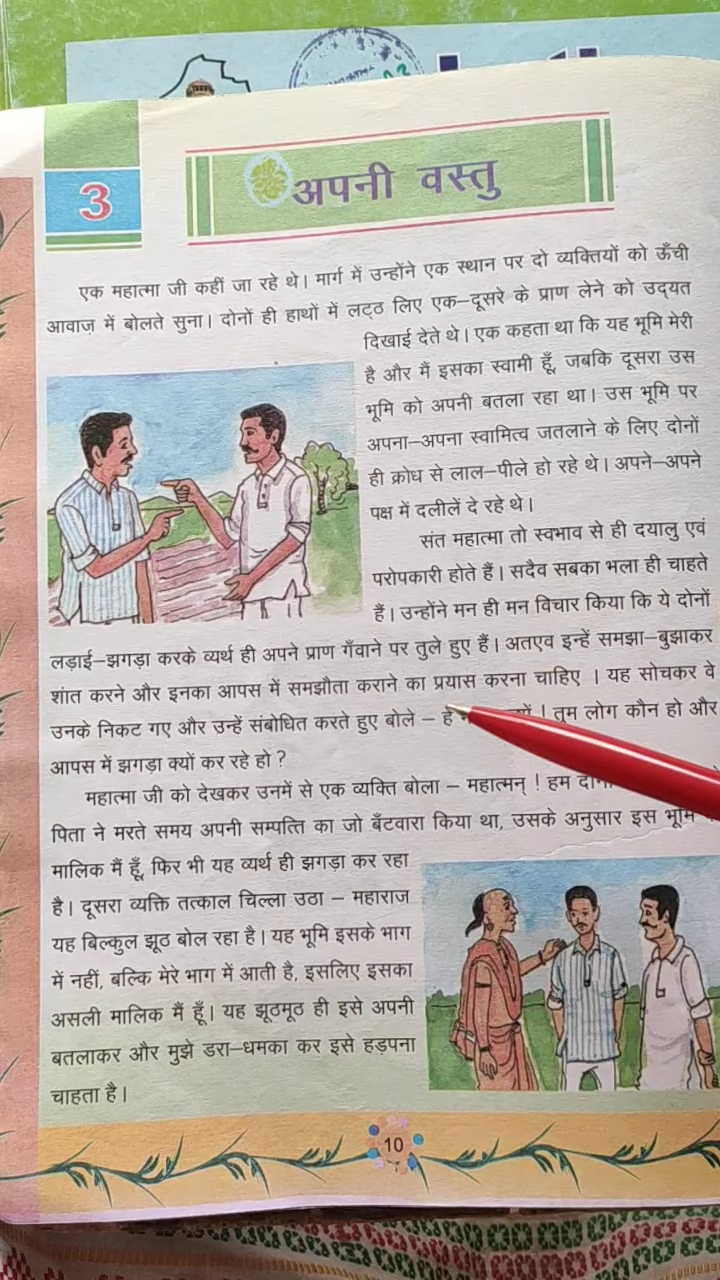 3
अपनी वस्तु
एक महात्मा जी कहीं जा रहे थे। मार्ग में उन्होंने एक स्थान पर दो व्यक्तियों को ऊँची
आवाज़ में बोलते सुना। दोनों ही हाथों में लट्ठ लिए एक–दूसरे के प्राण लेने को उद्यत
दिखाई देते थे। एक कहता था कि यह भूमि मेरी
है और मैं इसका स्वामी हूँ, जबकि दूसरा उस
भूमि को अपनी बतला रहा था। उस भूमि पर
अपना–अपना स्वामित्व जतलाने के लिए दोनों
ही क्रोध से लाल–पीले हो रहे थे। अपने–अपने
पक्ष में दलीलें दे रहे थे।
संत महात्मा तो स्वभाव से ही दयालु एवं
परोपकारी होते हैं। सदैव सबका भला ही चाहते
हैं। उन्होंने मन ही मन विचार किया कि ये दोनों
लड़ाई–झगड़ा करके व्यर्थ ही अपने प्राण गँवाने पर तुले हुए हैं। अतएव इन्हें समझा–बुझाकर
शांत करने और इनका आपस में समझौता कराने का प्रयास करना चाहिए । यह सोचकर वे
उनके निकट गए और उन्हें संबोधित करते हुए बोले – हे ! तुम लोग कौन हो और
आपस में झगड़ा क्यों कर रहे हो ?
महात्मा जी को देखकर उनमें से एक व्यक्ति बोला – महात्मन् ! हम
पिता ने मरते समय अपनी सम्पत्ति का जो बँटवारा किया था, उसके अनुसार इस भूमि
मालिक मैं हूँ, फिर भी यह व्यर्थ ही झगड़ा कर रहा
है। दूसरा व्यक्ति तत्काल चिल्ला उठा – महाराज
यह बिल्कुल झूठ बोल रहा है। यह भूमि इसके भाग
में नहीं, बल्कि मेरे भाग में आती है, इसलिए इसका
असली मालिक मैं हूँ। यह झूठमूठ ही इसे अपनी
बतलाकर और मुझे डरा–धमका कर इसे हड़पना
चाहता है।
10